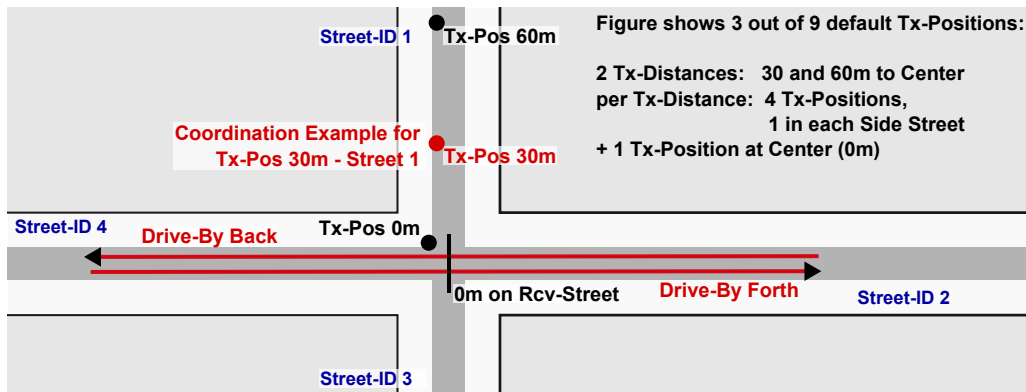 Street-ID 1
Tx-Pos 60m
Figure shows 3 out of 9 default Tx-Positions:
2 Tx-Distances: 30 and 60m to Center
per Tx-Distance: 4 Tx-Positions,
1 in each Side Street
+ 1 Tx-Position at Center (0m)
Coordination Example for
Tx-Pos 30m - Street 1
Tx-Pos 30m
Street-ID 4
Tx-Pos 0m
Drive-By Back
0m on Rcv-Street
Drive-By Forth
Street-ID 2
Street-ID 3